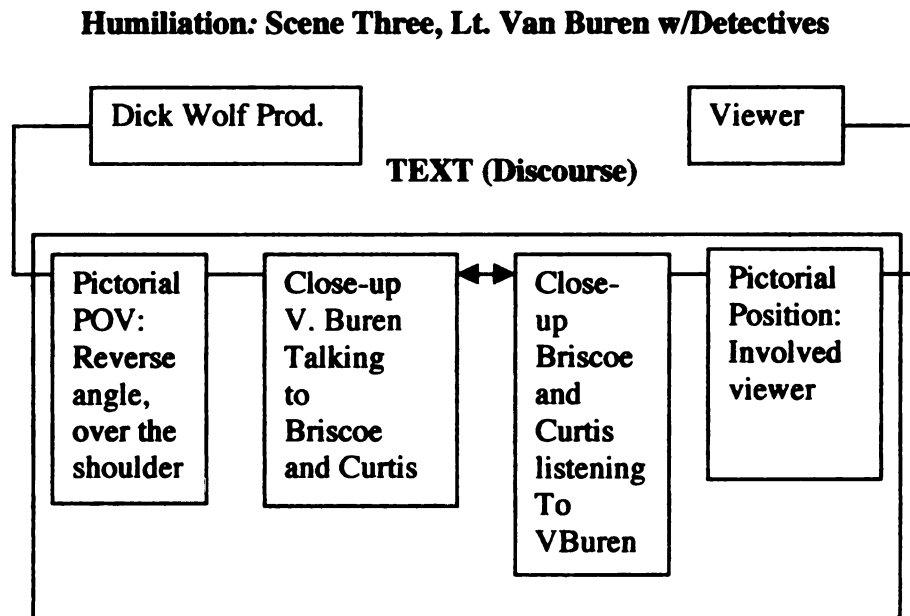 Humiliation: Scene Three, Lt. Van Buren w/Detectives
Dick Wolf Prod.
Viewer
TEXT (Discourse)
Pictorial
POV:
Reverse
angle,
over the
shoulder
Close-up
V. Buren
Talking
to
Briscoe
and Curtis
Close-
up
Briscoe
and
Curtis
listening
To
VBuren
Pictorial
Position:
Involved
viewer